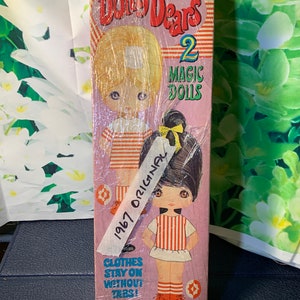 Dolly Dears
2
MAGIC
DOLLS
1967 ORIGINAL
CLOTHES
STAY ON
WITHOUT
TABS!